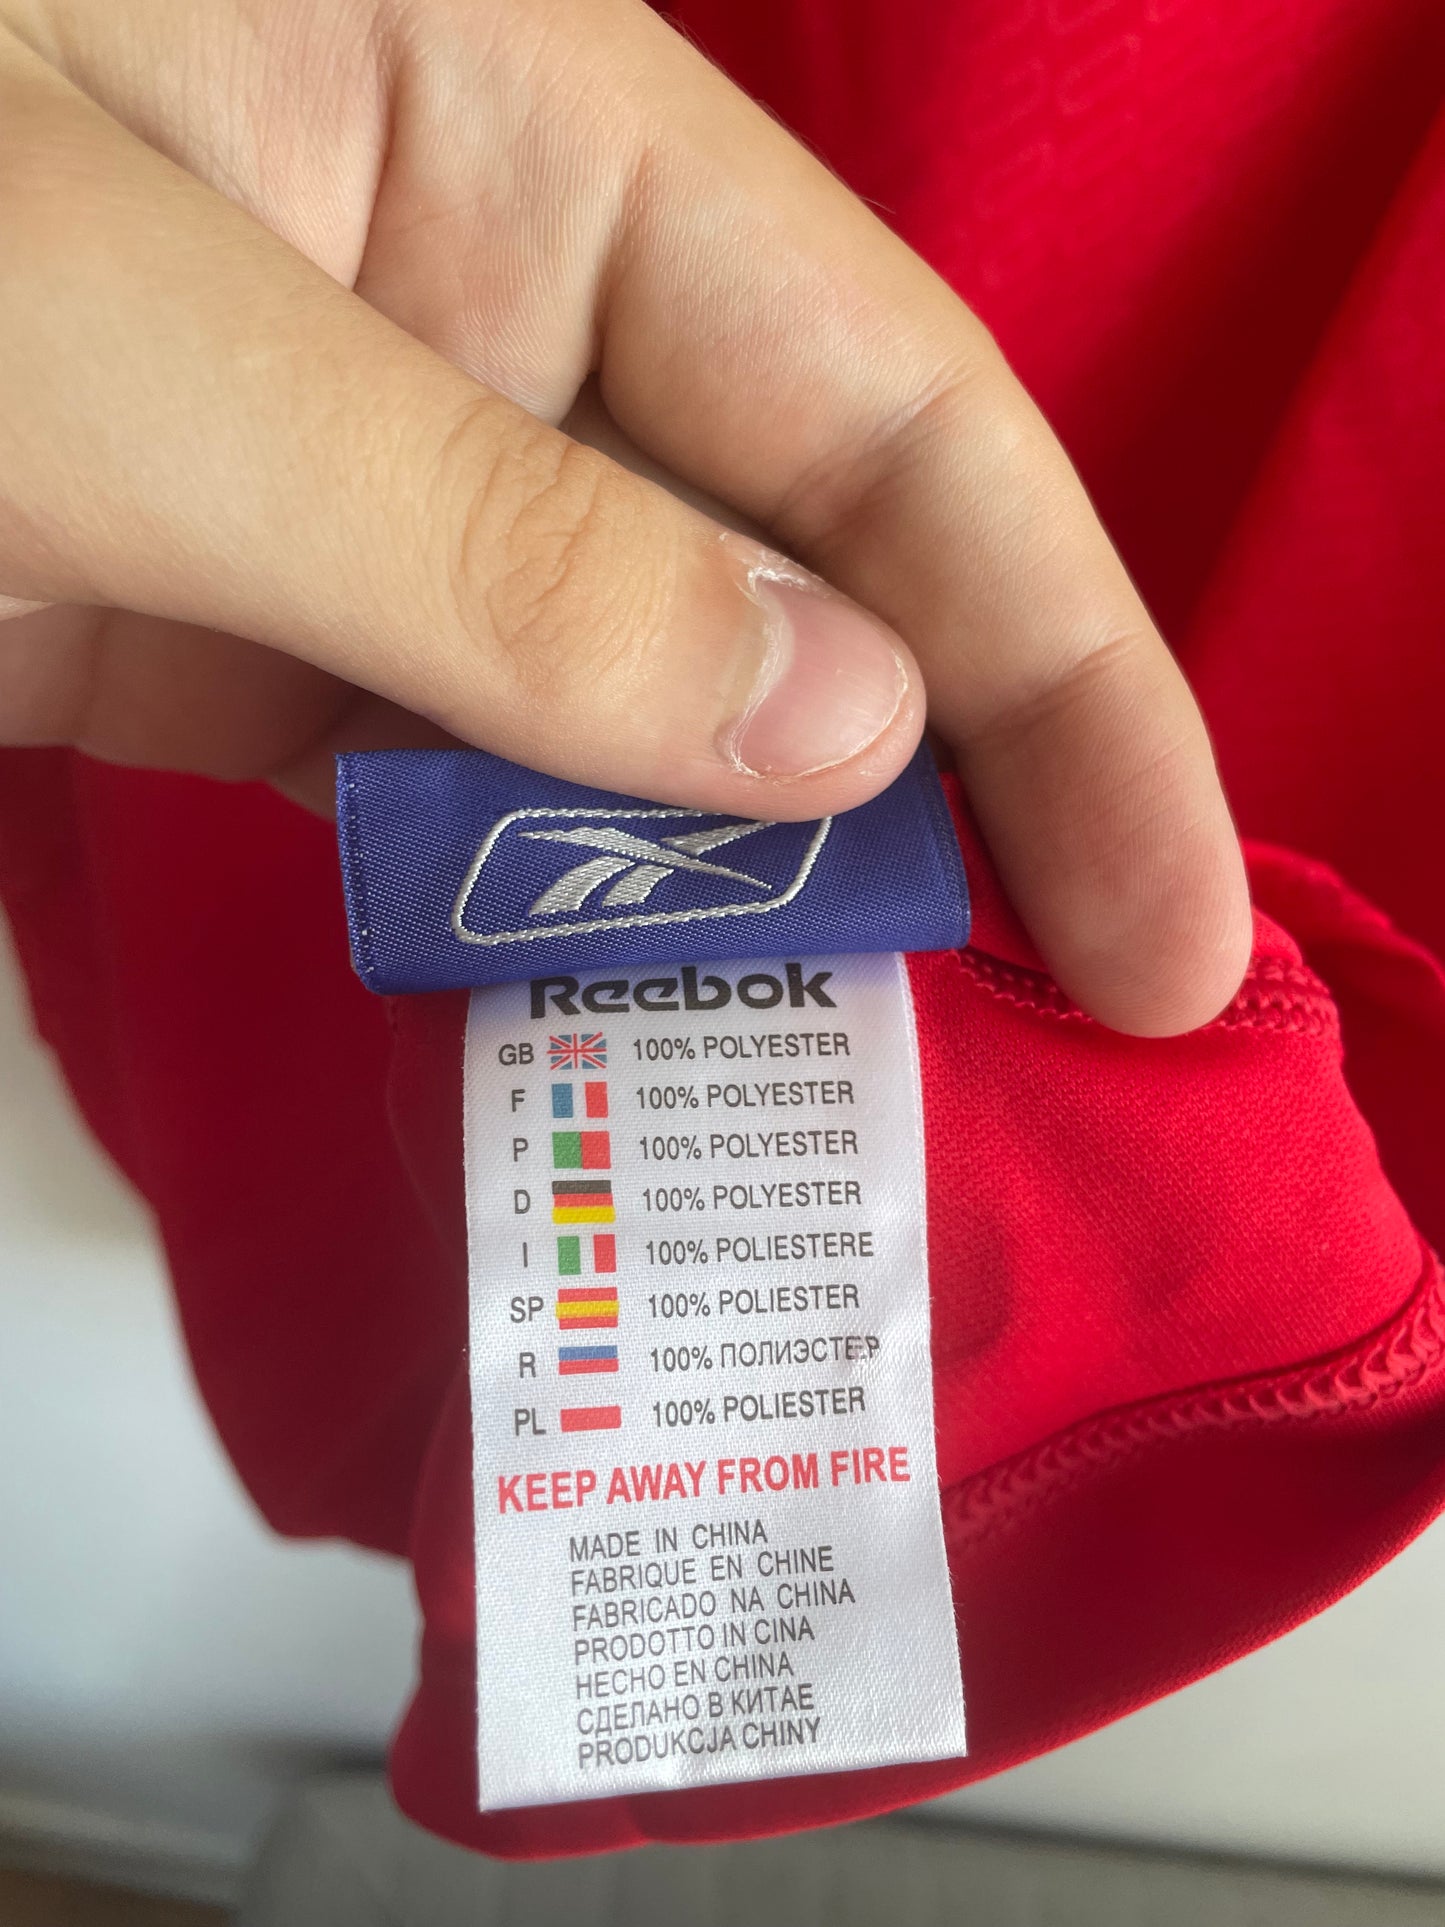 Reebok
GB 100% POLYESTER
F 100% POLYESTER
P 100% POLYESTER
D 100% POLYESTER
I 100% POLIESTERE
SP 100% POLIESTER
R 100% ПОЛИЭСТЕР
PL 100% POLIESTER
KEEP AWAY FROM FIRE
MADE IN CHINA
FABRIQUE EN CHINE
FABRICADO NA CHINA
PRODOTTO IN CINA
HECHO EN CHINA
СДЕЛАНО В КИТАЕ
PRODUKCJA CHINY